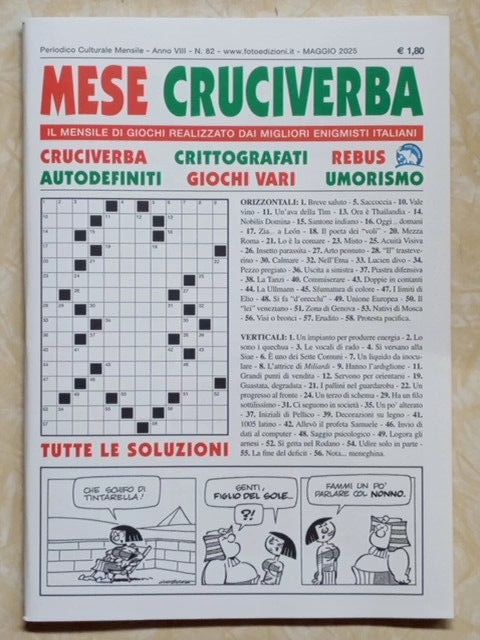 Periodico Culturale Mensile - Anno VIII - N. 82 - www.fotoedizioni.it - MAGGIO 2025 € 1,80
MESE CRUCIVERBA
IL MENSILE DI GIOCHI REALIZZATO DAI MIGLIORI ENIGMISTI ITALIANI
CRUCIVERBA CRITTOGRAFATI REBUS
AUTODEFINITI GIOCHI VARI UMORISMO
ORIZZONTALI: 1. Breve saluto - 5. Saccoccia - 10. Vale
vino - 11. Un'ava della Tim - 13. Ora è Thailandia - 14.
Nobilis Domina - 15. Santone indiano - 16. Oggi... domani
- 17. Zia... a León - 18. Il poeta dei "voli" - 20. Mezza
Roma - 21. Lo è la comare - 23. Misto - 25. Acuità Visiva
- 26. Insetto parassita - 27. Arto pennuto - 28. "Il" trasteve-
rino - 30. Calmare - 32. Nell'Etna - 33. Lucien divo - 34.
Pezzo pregiato - 36. Uscita a sinistra - 37. Piastra difensiva
- 38. La Tanzi - 40. Commiserare - 43. Doppie in contanti
- 44. La Ullmann - 45. Sfumatura di colore - 47. I limiti di
Elio - 48. Si fa "d'orecchi" - 49. Unione Europea - 50. Il
"lei" veneziano - 51. Zona di Genova - 53. Nativi di Mosca
- 56. Visi o bronci - 57. Erudito - 58. Protesta pacifica.
VERTICALI: 1. Un impianto per produrre energia - 2. Lo
sono i quechua - 3. Le vocali di rado - 4. Si versano alla
Siae - 6. È uno dei Sette Comuni - 7. Un liquido da inocu-
lare - 8. L'attrice di Miliardi - 9. Hanno l'ardiglione - 11.
Grandi punti di vendita - 12. Servono per orientarsi - 19.
Guastata, degradata - 21. I pallini nel guardaroba - 22. Un
progresso al fronte - 24. Un terzo di schema - 29. Ha un filo
sottilissimo - 31. Ci seguono in società - 35. Un po' alterato
- 37. Iniziali di Pellico - 39. Decorazioni su legno - 41.
1005 latino - 42. Allevò il profeta Samuele - 46. Invio di
dati al computer - 48. Saggio psicologico - 49. Logora gli
arnesi - 52. Si getta nel Rodano - 54. Udire solo in parte -
55. La fine del deficit - 56. Nota... meneghina.
TUTTE LE SOLUZIONI
CHE SCHIFO DI
TINTARELLA!
SENTI,
FIGLIO DEL SOLE...
?!
FAMMI UN PO'
PARLARE COL NONNO.